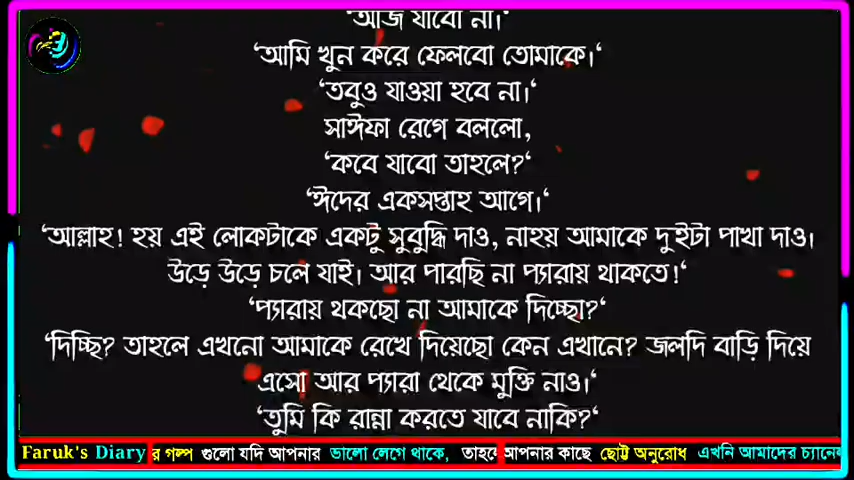 ‘আজ যাবো না।‘
‘আমি খুন করে ফেলবো তোমাকে।‘
‘তবুও যাওয়া হবে না।‘
সাঈফা রেগে বললো,
‘কবে যাবো তাহলে?‘
‘ঈদের একসপ্তাহ আগে।‘
‘আল্লাহ! হয় এই লোকটাকে একটু সুবুদ্ধি দাও, নাহয় আমাকে দুইটা পাখা দাও।
উড়ে উড়ে চলে যাই। আর পারছি না প্যারায় থাকতে।‘
‘প্যারায় থকছো না আমাকে দিচ্ছো?‘
‘দিচ্ছি? তাহলে এখনো আমাকে রেখে দিয়েছো কেন এখানে? জলদি বাড়ি দিয়ে
এসো আর প্যারা থেকে মুক্তি নাও।‘
‘তুমি কি রান্না করতে যাবে নাকি?‘
Faruk's Diary র গল্প গুলো যদি আপনার ভালো লেগে থাকে, আপনার কাছে ছোট্ট অনুরোধ এখনি আমাদের